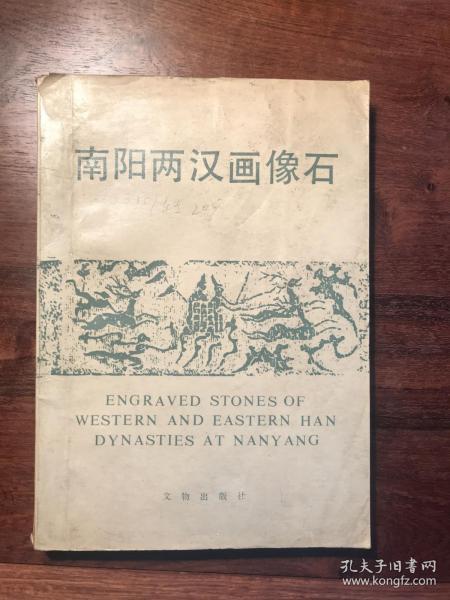 南阳两汉画像石
ENGRAVED STONES OF
WESTERN AND EASTERN HAN
DYNASTIES AT NANYANG
文物出版社
孔夫子旧书网
www.kongfz.com